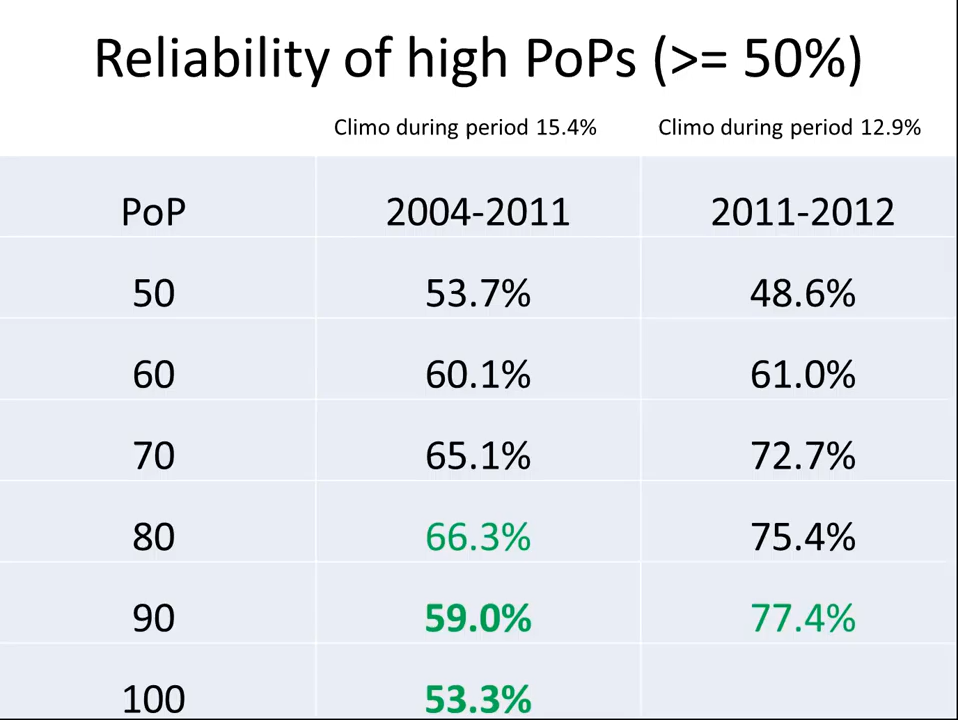 Reliability of high PoPs (>= 50%)
Climo during period 15.4% Climo during period 12.9%
PoP 2004-2011 2011-2012
50 53.7% 48.6%
60 60.1% 61.0%
70 65.1% 72.7%
80 66.3% 75.4%
90 59.0% 77.4%
100 53.3%